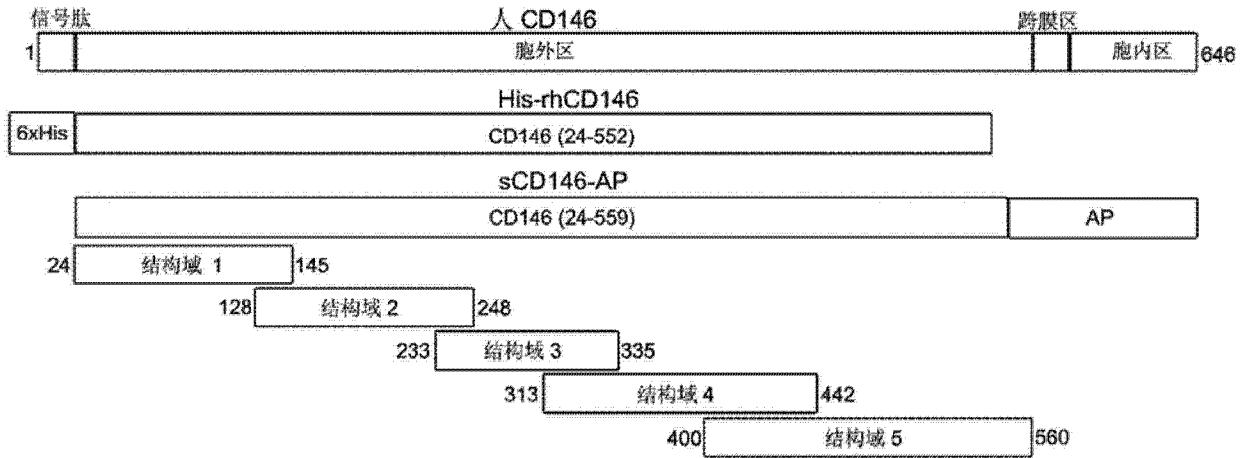 信号肽 人 CD146 跨膜区
1 胞外区 胞内区 646
His-rhCD146
6xHis CD146 (24-552)
sCD146-AP
CD146 (24-559) AP
24 结构域 1 145
128 结构域 2 248
233 结构域 3 335
313 结构域 4 442
400 结构域 5 560